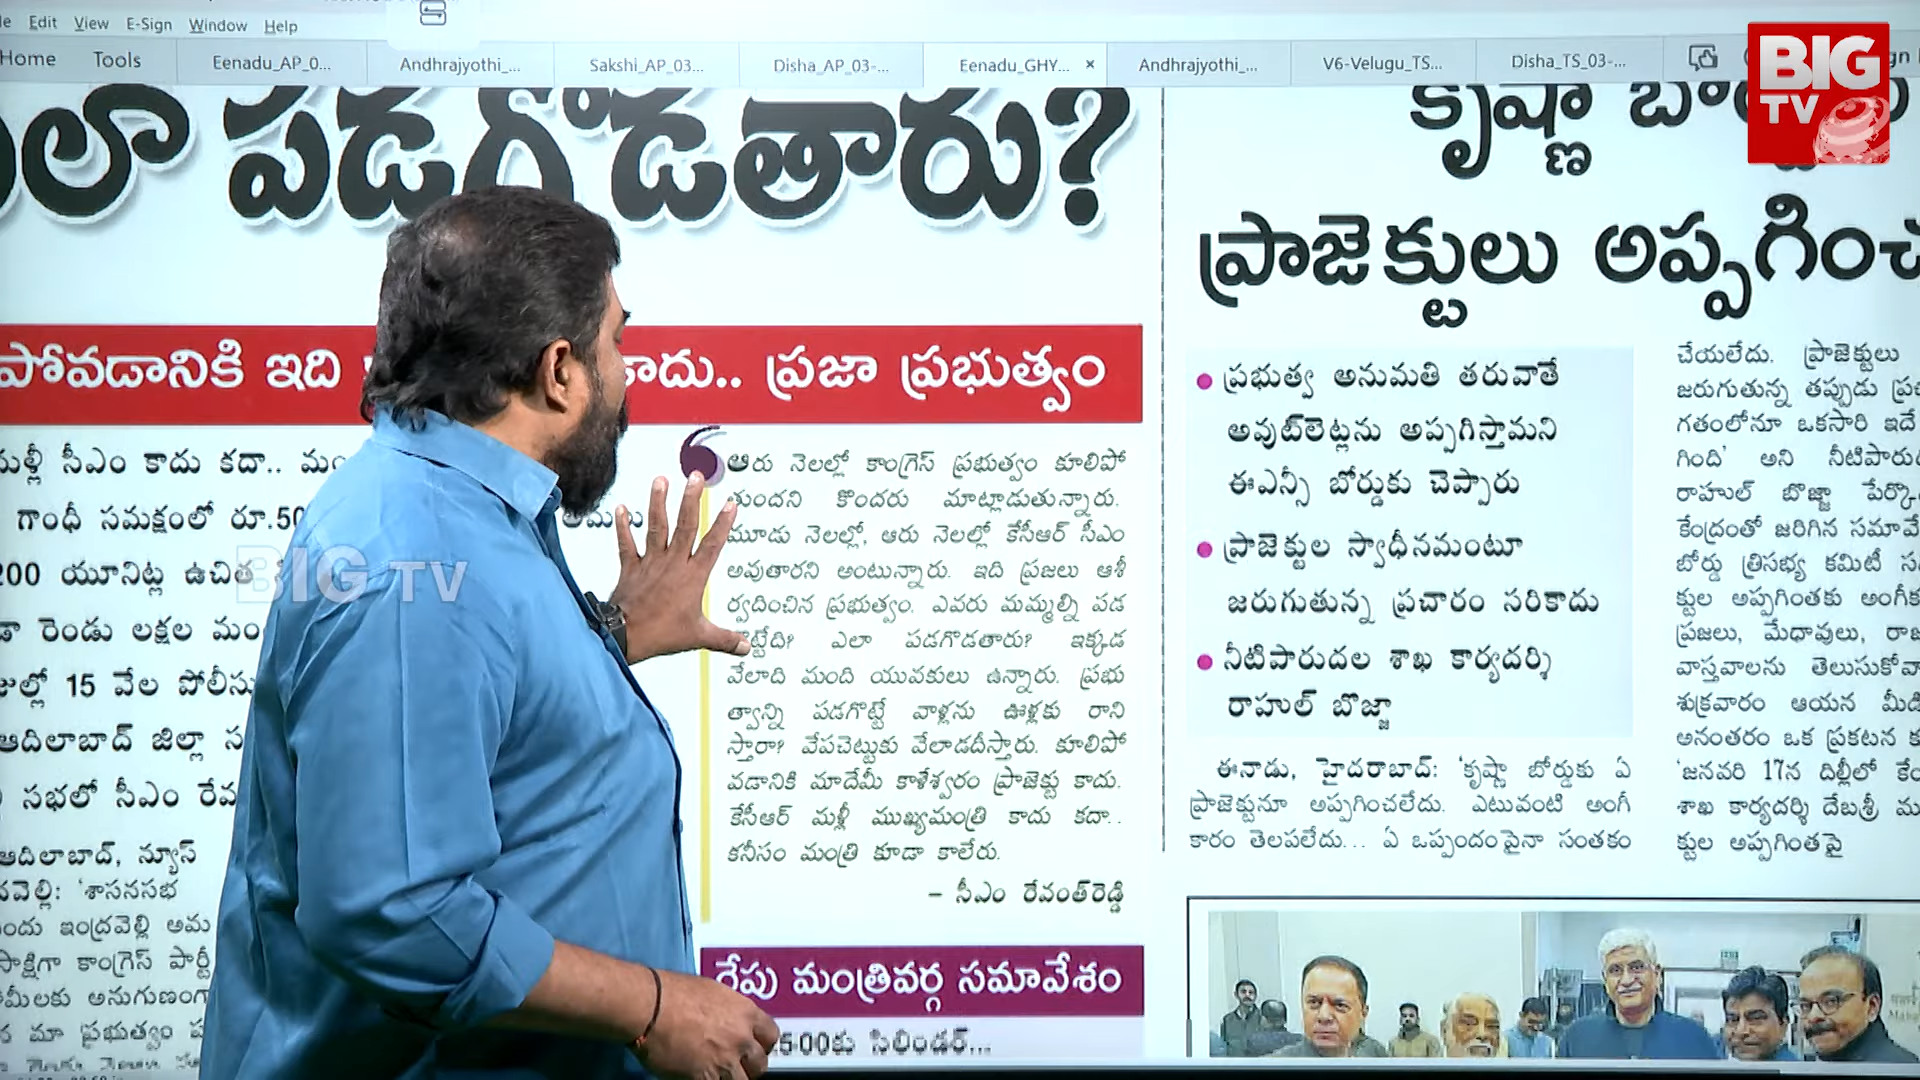 Edit View E-Sign Window Help
Home Tools Eenadu_AP_0... Andhrajyothi_... Sakshi_AP_03... Disha_AP_03-... Eenadu_GHY... × Andhrajyothi_... V6-Velugu_TS... Disha_TS_03-...
BIG
TV
పడగొడతారు?
కృష్ణా
ప్రాజెక్టులు
పోవడానికి ఇది కాదు.. ప్రజా ప్రభుత్వం
సీఎం కాదు కదా..
గాంధీ సమక్షంలో
200 యూనిట్ల ఉచిత
రెండు లక్షల
15 వేల
ఆదిలాబాద్ జిల్లా
సభలో సీఎం
ఆదిలాబాద్, న్యూస్
'శాసనసభ
ఇంద్రవెల్లి
కాంగ్రెస్ పార్టీ
అనుగుణంగా
మా ప్రభుత్వం
ఆరు నెలల్లో కాంగ్రెస్ ప్రభుత్వం కూలిపో
తుందని కొందరు మాట్లాడుతున్నారు.
మూడు నెలల్లో, ఆరు నెలల్లో కేసీఆర్ సీఎం
అవుతారని అంటున్నారు. ఇది ప్రజలు ఆశీ
ర్వదించిన ప్రభుత్వం. ఎవరు మమ్మల్ని పడ
ఎలా పడగొడతారు? ఇక్కడ
వేలాది మంది యువకులు ఉన్నారు. ప్రభు
త్వాన్ని పడగొట్టే వాళ్లను ఊళ్లకు రాని
స్తారా? వేపచెట్టుకు వేలాడదీస్తారు. కూలిపో
వడానికి మాదేమీ కాళేశ్వరం ప్రాజెక్టు కాదు.
కేసీఆర్ మళ్లీ ముఖ్యమంత్రి కాదు కదా..
కనీసం మంత్రి కూడా కాలేరు.
– సీఎం రేవంత్‌రెడ్డి
రేపు మంత్రివర్గ సమావేశం
సిలిండర్...
• ప్రభుత్వ అనుమతి తరువాతే
అవుట్‌లెట్లను అప్పగిస్తామని
ఈఎన్సీ బోర్డుకు చెప్పారు
• ప్రాజెక్టుల స్వాధీనమంటూ
జరుగుతున్న ప్రచారం సరికాదు
• నీటిపారుదల శాఖ కార్యదర్శి
రాహుల్ బొజ్జా
ఈనాడు, హైదరాబాద్: 'కృష్ణా బోర్డుకు ఏ
ప్రాజెక్టునూ అప్పగించలేదు. ఎటువంటి అంగీ
కారం తెలపలేదు... ఏ ఒప్పందంపైనా సంతకం
చేయలేదు. ప్రాజెక్టులు
జరుగుతున్న తప్పుడు
గతంలోనూ ఒకసారి ఇదే
గింది' అని
రాహుల్ బొజ్జా
కేంద్రంతో జరిగిన
బోర్డు త్రిసభ్య కమిటీ
క్టుల అప్పగింతకు
ప్రజలు, మేధావులు,
వాస్తవాలను
శుక్రవారం ఆయన
అనంతరం ఒక ప్రకటన
'జనవరి 17న దిల్లీలో
శాఖ కార్యదర్శి దేబశ్రీ
క్టుల అప్పగింతపై
BIG TV